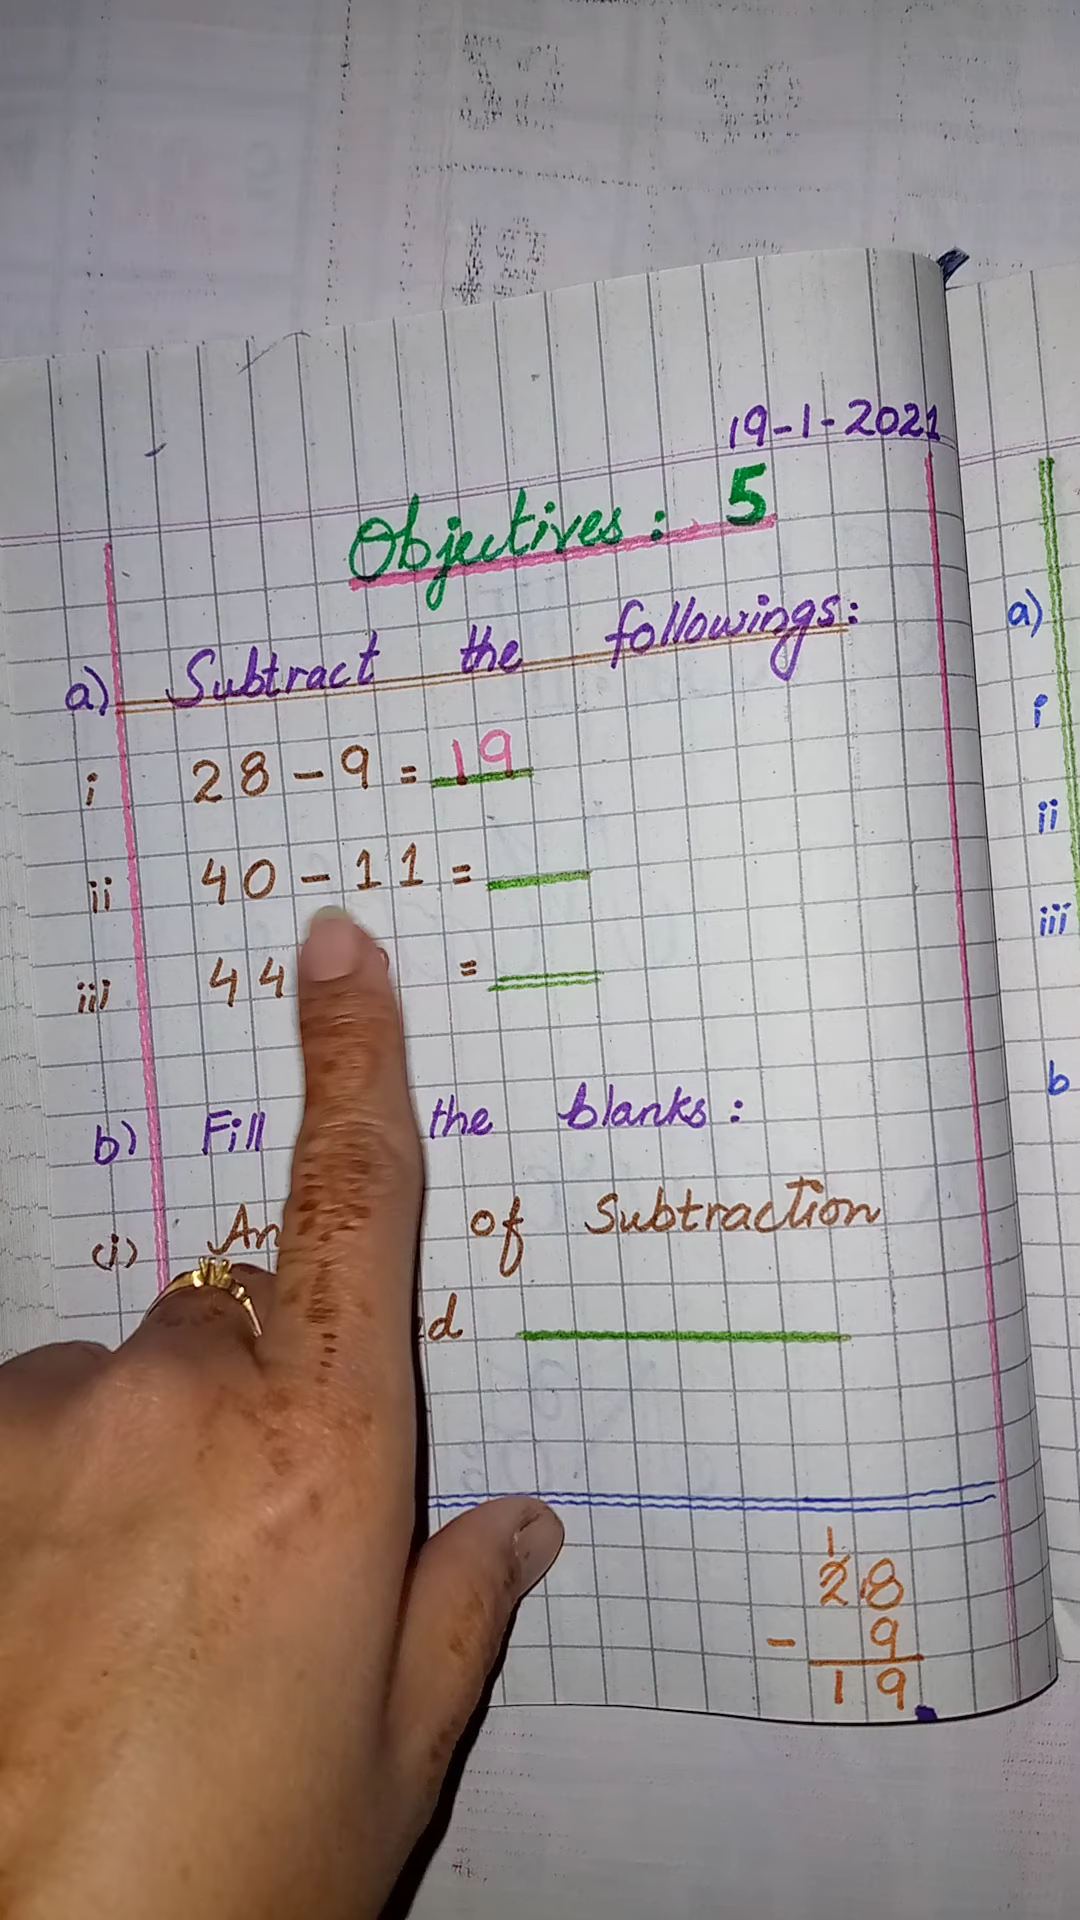 19-1-2021
Objectives: 5
a) Subtract the followings:
i 28 - 9 = 19
ii 40 - 11 =
iii 44 =
b) Fill the blanks:
(i) of Subtraction
a)
i
ii
iii
b
1
28
- 9
19